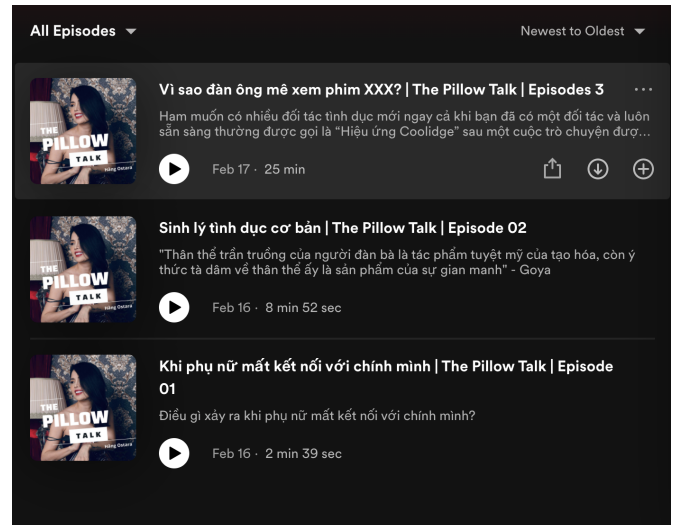 All Episodes
Newest to Oldest
THE
PILLOW
TALK
Nàng Ostara
Vì sao đàn ông mê xem phim XXX? | The Pillow Talk | Episodes 3
Ham muốn có nhiều đối tác tình dục mới ngay cả khi bạn đã có một đối tác và luôn
sẵn sàng thường được gọi là “Hiệu ứng Coolidge” sau một cuộc trò chuyện đượ...
Feb 17 · 25 min
THE
PILLOW
TALK
Nàng Ostara
Sinh lý tình dục cơ bản | The Pillow Talk | Episode 02
"Thân thể trần truồng của người đàn bà là tác phẩm tuyệt mỹ của tạo hóa, còn ý
thức tà dâm về thân thể ấy là sản phẩm của sự gian manh" - Goya
Feb 16 · 8 min 52 sec
THE
PILLOW
TALK
Nàng Ostara
Khi phụ nữ mất kết nối với chính mình | The Pillow Talk | Episode
01
Điều gì xảy ra khi phụ nữ mất kết nối với chính mình?
Feb 16 · 2 min 39 sec